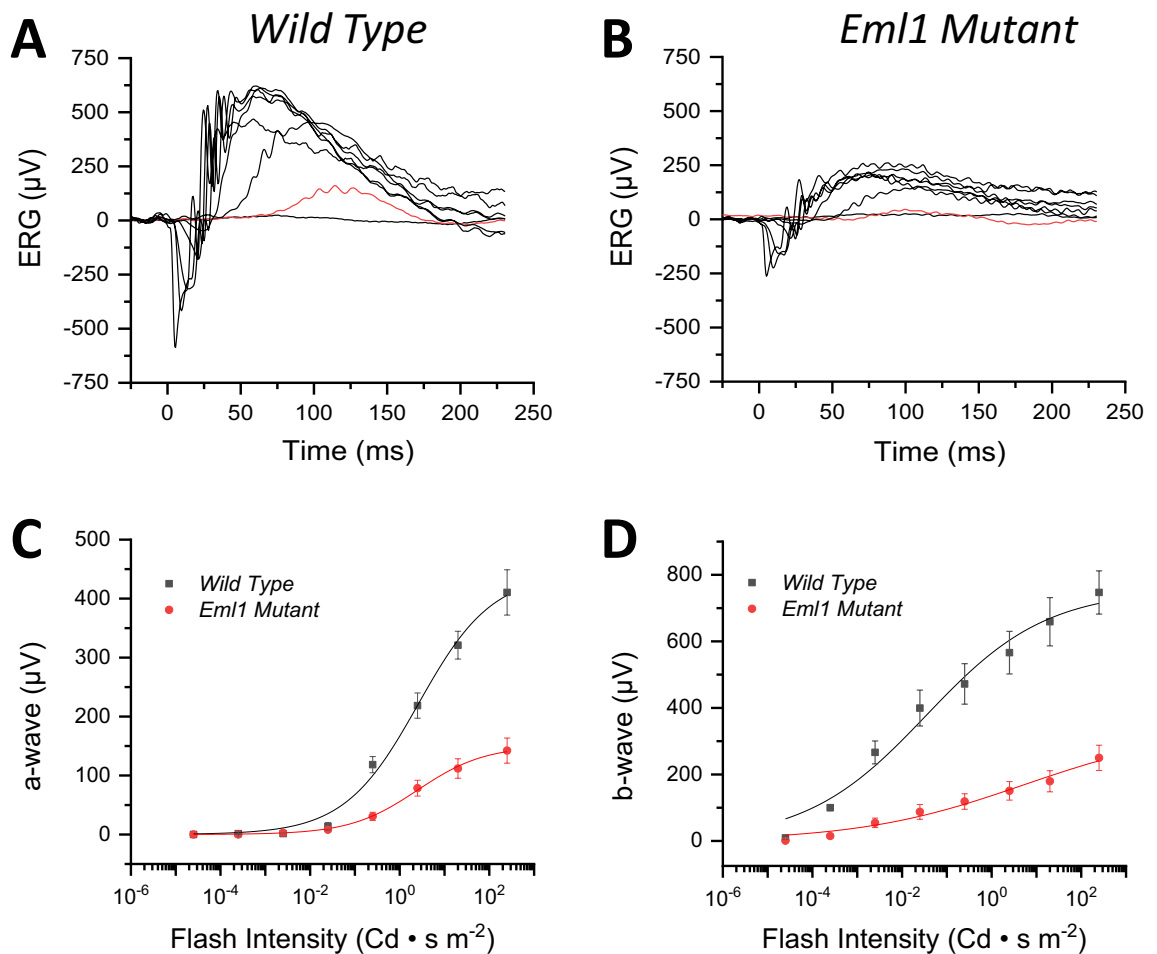 A
Wild Type
750
500
250
0
-250
-500
-750
ERG (µV)
0
50
100
150
200
250
Time (ms)
B
Eml1 Mutant
750
500
250
0
-250
-500
-750
ERG (µV)
0
50
100
150
200
250
Time (ms)
C
500
400
300
200
100
0
a-wave (µV)
Wild Type
Eml1 Mutant
10⁻⁶
10⁻⁴
10⁻²
10⁰
10²
Flash Intensity (Cd • s m⁻²)
D
800
600
400
200
0
b-wave (µV)
Wild Type
Eml1 Mutant
10⁻⁶
10⁻⁴
10⁻²
10⁰
10²
Flash Intensity (Cd • s m⁻²)